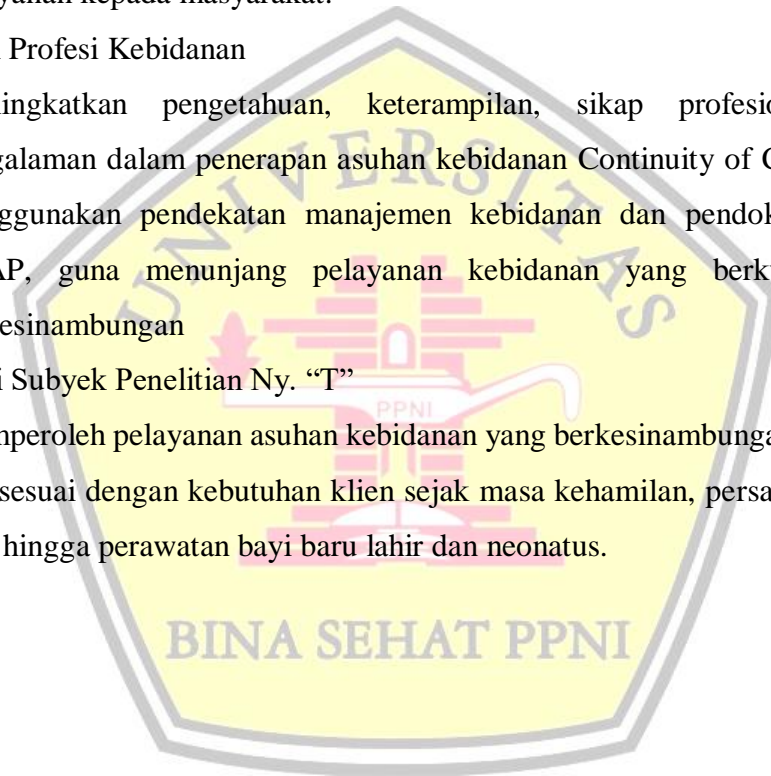 yanan kepada masyarakat.
Profesi Kebidanan
ingkatkan pengetahuan, keterampilan, sikap profesio
galaman dalam penerapan asuhan kebidanan Continuity of C
ggunakan pendekatan manajemen kebidanan dan pendok
AP, guna menunjang pelayanan kebidanan yang berku
esinambungan
i Subyek Penelitian Ny. “T”
peroleh pelayanan asuhan kebidanan yang berkesinambunga
sesuai dengan kebutuhan klien sejak masa kehamilan, persa
hingga perawatan bayi baru lahir dan neonatus.
UNIVERSITAS
PPNI
BINA SEHAT PPNI